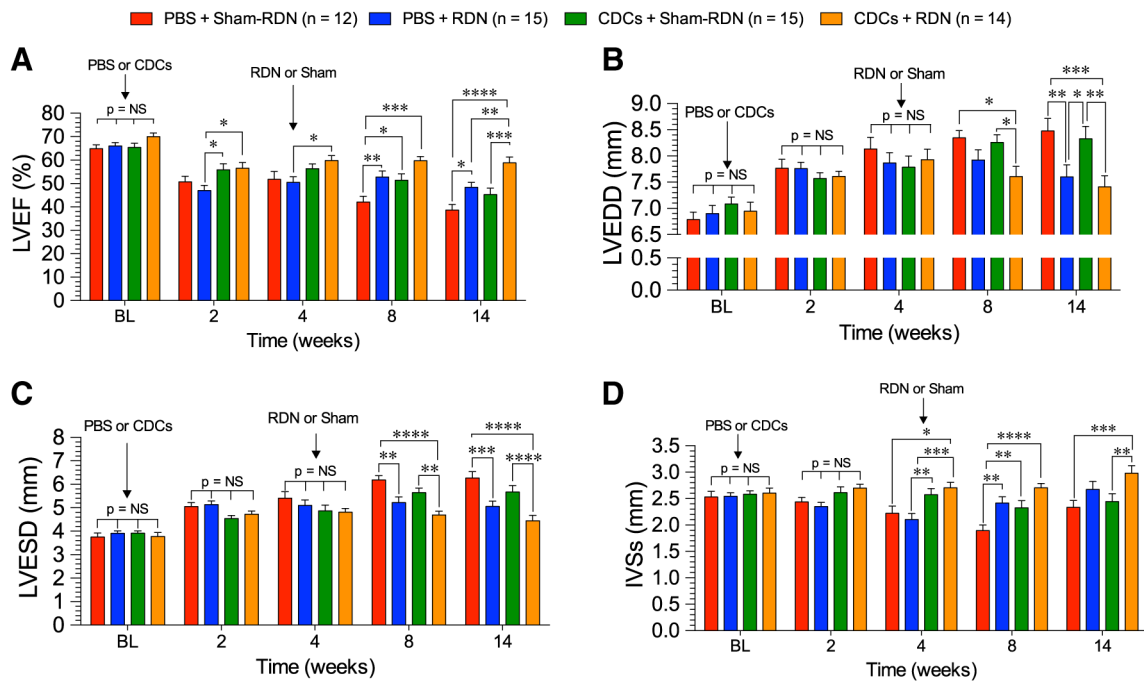 PBS + Sham-RDN (n = 12) PBS + RDN (n = 15) CDCs + Sham-RDN (n = 15) CDCs + RDN (n = 14)
A
PBS or CDCs
RDN or Sham
p = NS
* * * *** * ** **** ** * ***
LVEF (%)
80
70
60
50
40
30
20
10
0
BL 2 4 8 14
Time (weeks)
B
PBS or CDCs
RDN or Sham
p = NS p = NS p = NS
* * *** ** * **
LVEDD (mm)
9.0
8.5
8.0
7.5
7.0
6.5
0.5
0.0
BL 2 4 8 14
Time (weeks)
C
PBS or CDCs
RDN or Sham
p = NS p = NS p = NS
**** ** ** **** *** ****
LVESD (mm)
8
7
6
5
4
3
2
1
0
BL 2 4 8 14
Time (weeks)
D
PBS or CDCs
RDN or Sham
p = NS p = NS
* *** ** **** ** ** *** **
IVSs (mm)
3.5
3.0
2.5
2.0
1.5
1.0
0.5
0.0
BL 2 4 8 14
Time (weeks)